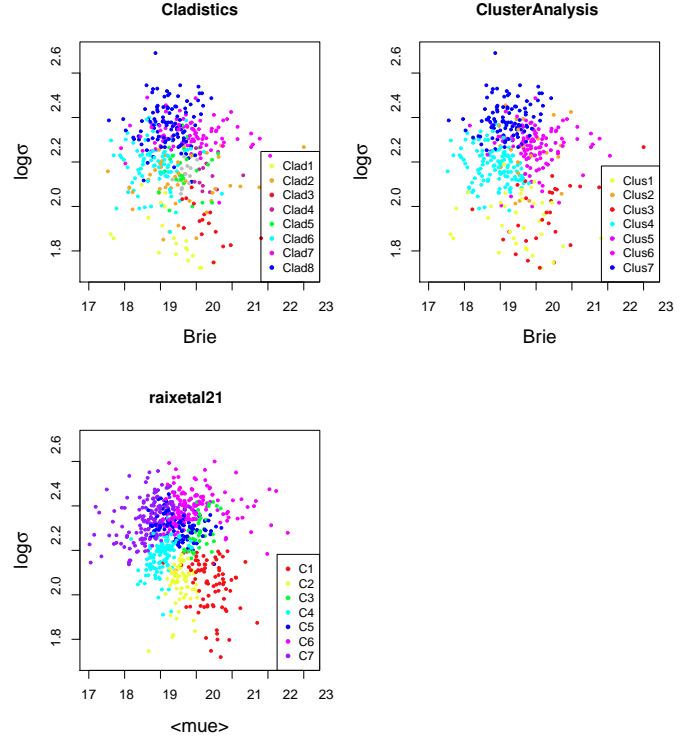 Cladistics
logσ
2.6
2.4
2.2
2.0
1.8
Clad1
Clad2
Clad3
Clad4
Clad5
Clad6
Clad7
Clad8
17 18 19 20 21 22 23
Brie
ClusterAnalysis
logσ
2.6
2.4
2.2
2.0
1.8
Clus1
Clus2
Clus3
Clus4
Clus5
Clus6
Clus7
17 18 19 20 21 22 23
Brie
raixetal21
logσ
2.6
2.4
2.2
2.0
1.8
C1
C2
C3
C4
C5
C6
C7
17 18 19 20 21 22 23
<mue>